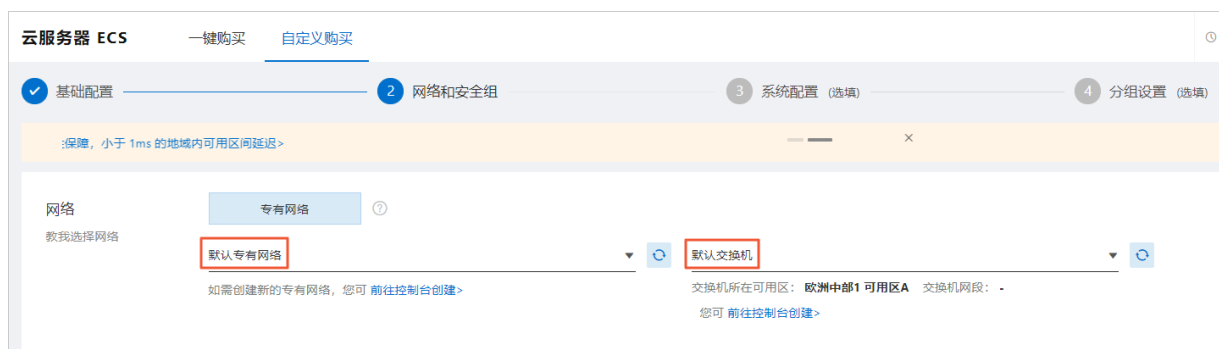 云服务器 ECS 一键购买 自定义购买
基础配置 2 网络和安全组 3 系统配置 (选填) 4 分组设置 (选填)
保障，小于 1ms 的地域内可用区间延迟>
网络 专有网络 ?
教我选择网络
默认专有网络 默认交换机
如需创建新的专有网络，您可 前往控制台创建> 交换机所在可用区： 欧洲中部1 可用区A 交换机网段： -
您可 前往控制台创建>